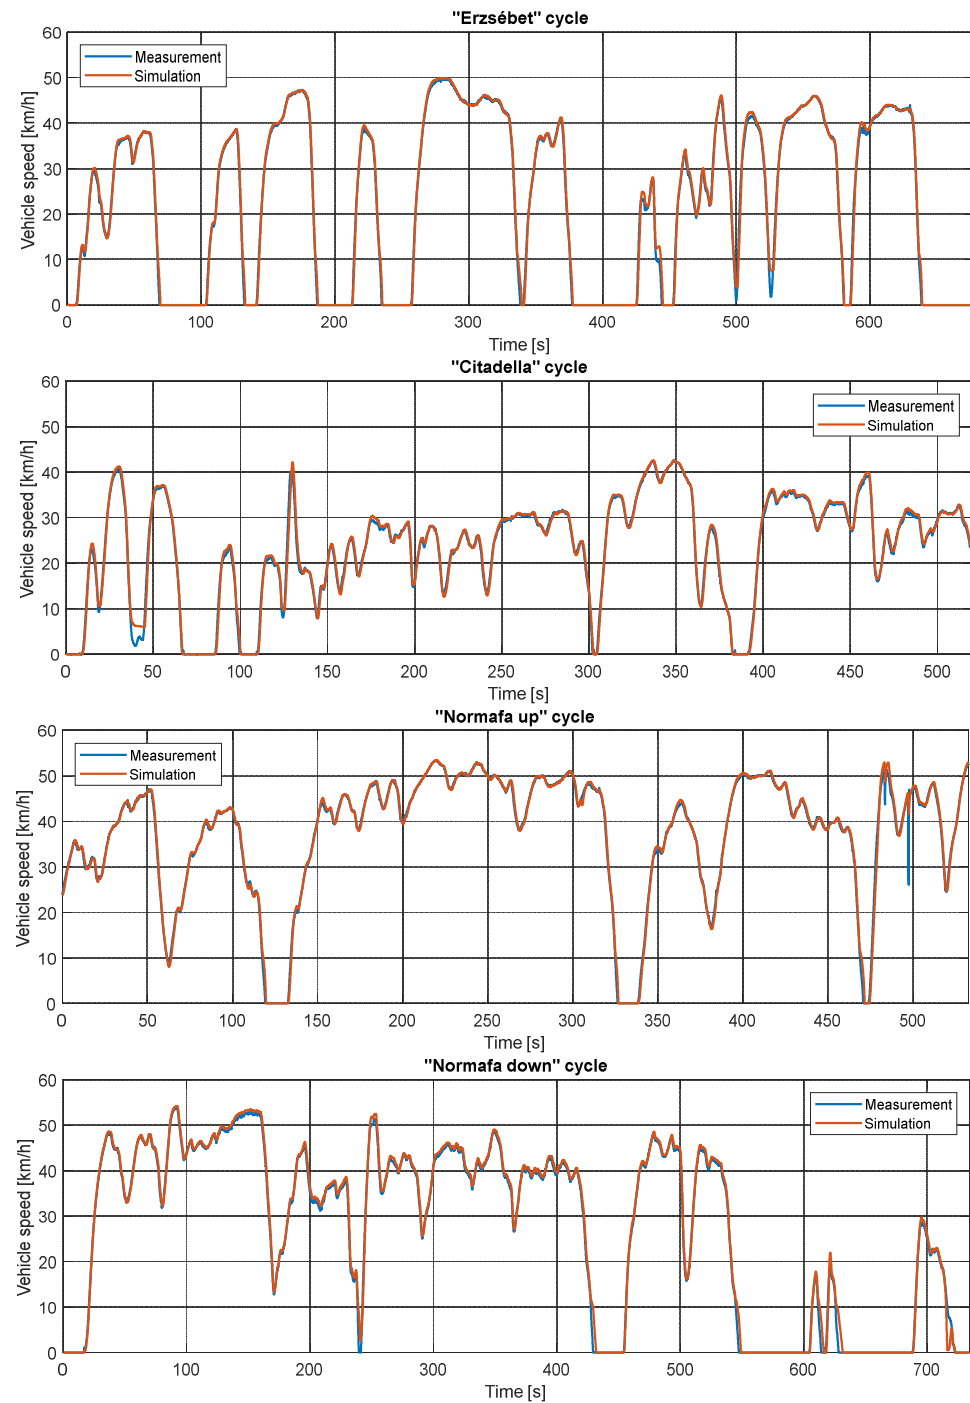 "Erzsébet" cycle
60
50
40
30
20
10
0
Vehicle speed [km/h]
Measurement
Simulation
0 100 200 300 400 500 600
Time [s]
"Citadella" cycle
60
50
40
30
20
10
0
Vehicle speed [km/h]
Measurement
Simulation
0 50 100 150 200 250 300 350 400 450 500
Time [s]
"Normafa up" cycle
60
50
40
30
20
10
0
Vehicle speed [km/h]
Measurement
Simulation
0 50 100 150 200 250 300 350 400 450 500
Time [s]
"Normafa down" cycle
60
50
40
30
20
10
0
Vehicle speed [km/h]
Measurement
Simulation
0 100 200 300 400 500 600 700
Time [s]